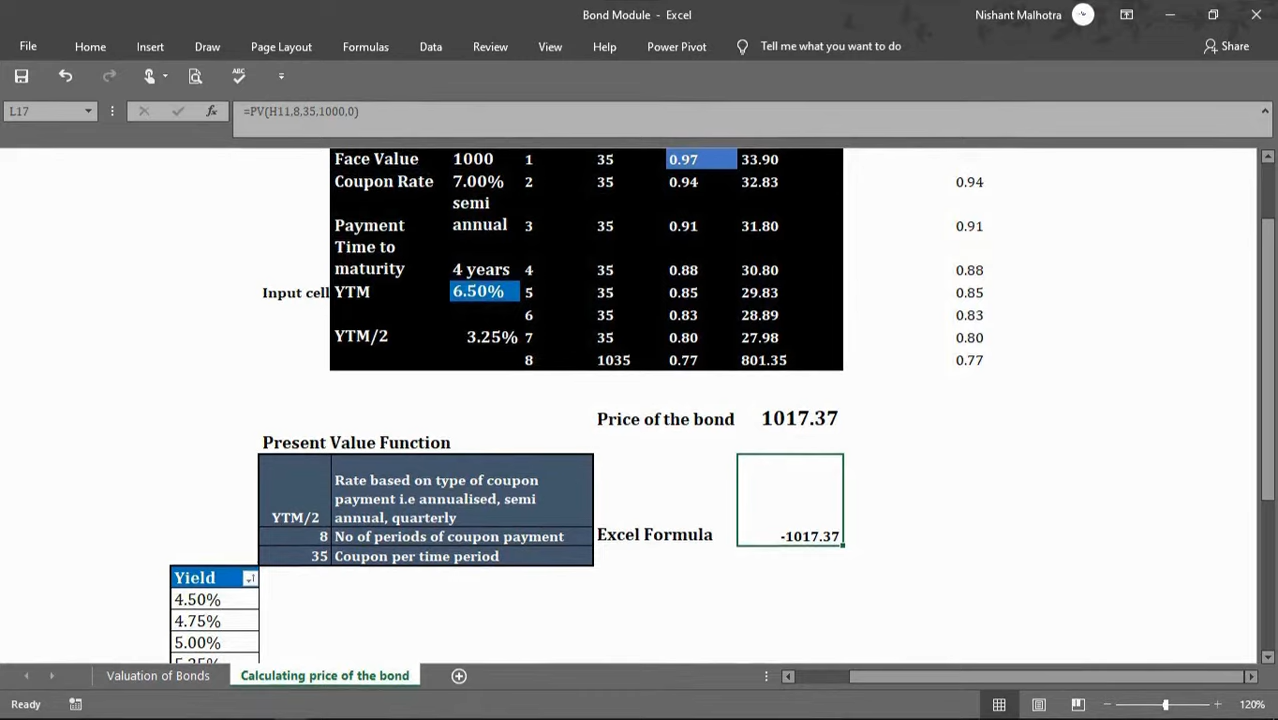 Bond Module - Excel
Nishant Malhotra
File Home Insert Draw Page Layout Formulas Data Review View Help Power Pivot Tell me what you want to do Share
L17 fx =PV(H11,8,35,1000,0)
Face Value 1000 1 35 0.97 33.90
Coupon Rate 7.00% 2 35 0.94 32.83 0.94
semi
Payment annual 3 35 0.91 31.80 0.91
Time to
maturity 4 years 4 35 0.88 30.80 0.88
Input cell YTM 6.50% 5 35 0.85 29.83 0.85
6 35 0.83 28.89 0.83
YTM/2 3.25% 7 35 0.80 27.98 0.80
8 1035 0.77 801.35 0.77
Price of the bond 1017.37
Present Value Function
Rate based on type of coupon
payment i.e annualised, semi
YTM/2 annual, quarterly
8 No of periods of coupon payment
Excel Formula -1017.37
35 Coupon per time period
Yield
4.50%
4.75%
5.00%
5.25%
Valuation of Bonds Calculating price of the bond
Ready 120%